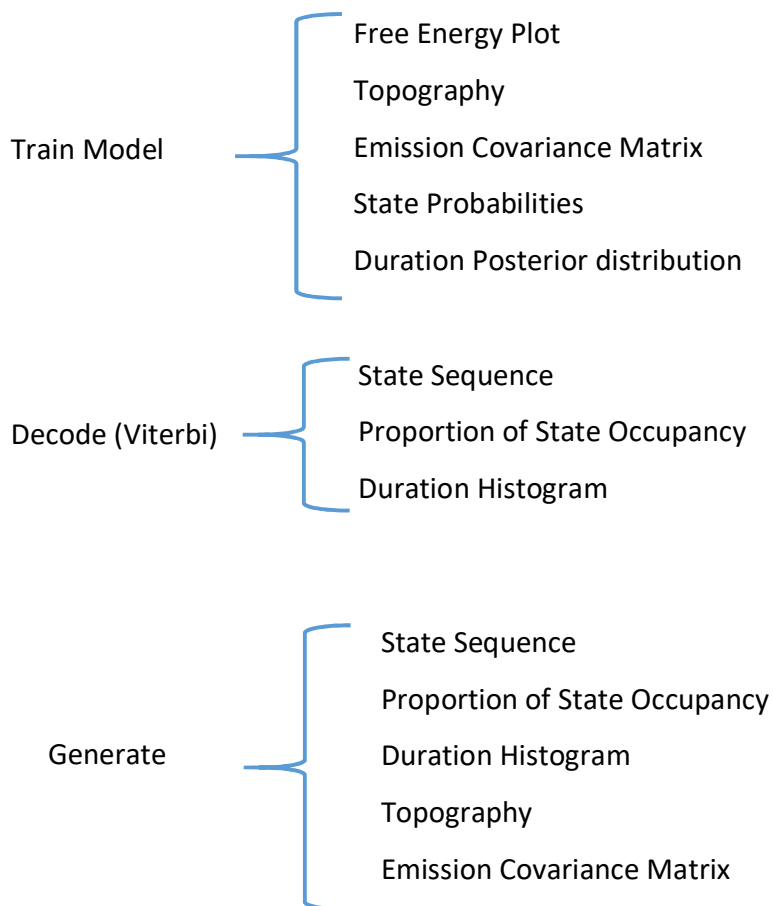 Free Energy Plot
Topography
Train Model
Emission Covariance Matrix
State Probabilities
Duration Posterior distribution
State Sequence
Decode (Viterbi)
Proportion of State Occupancy
Duration Histogram
State Sequence
Proportion of State Occupancy
Generate
Duration Histogram
Topography
Emission Covariance Matrix